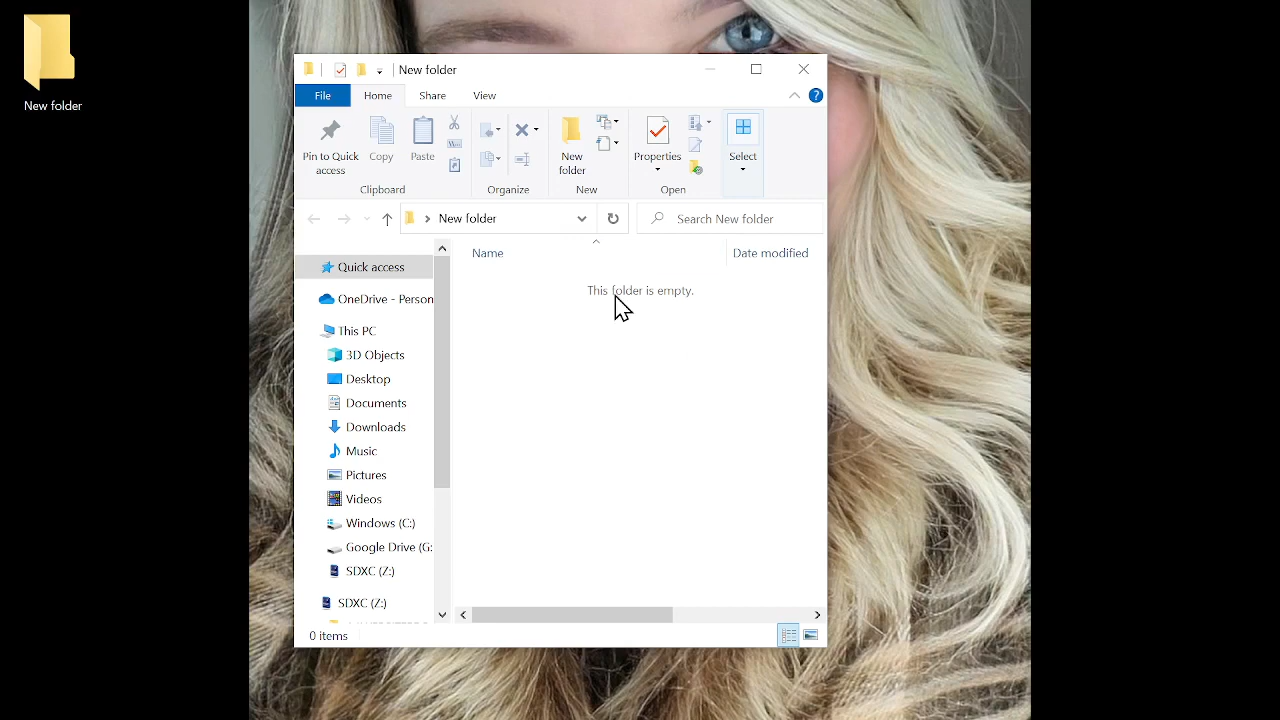 New folder
New folder
File
Home
Share
View
Pin to Quick
access
Copy
Paste
New
folder
Properties
Select
Clipboard
Organize
New
Open
New folder
Search New folder
Name
Date modified
This folder is empty.
Quick access
OneDrive - Person
This PC
3D Objects
Desktop
Documents
Downloads
Music
Pictures
Videos
Windows (C:)
Google Drive (G:
SDXC (Z:)
SDXC (Z:)
0 items